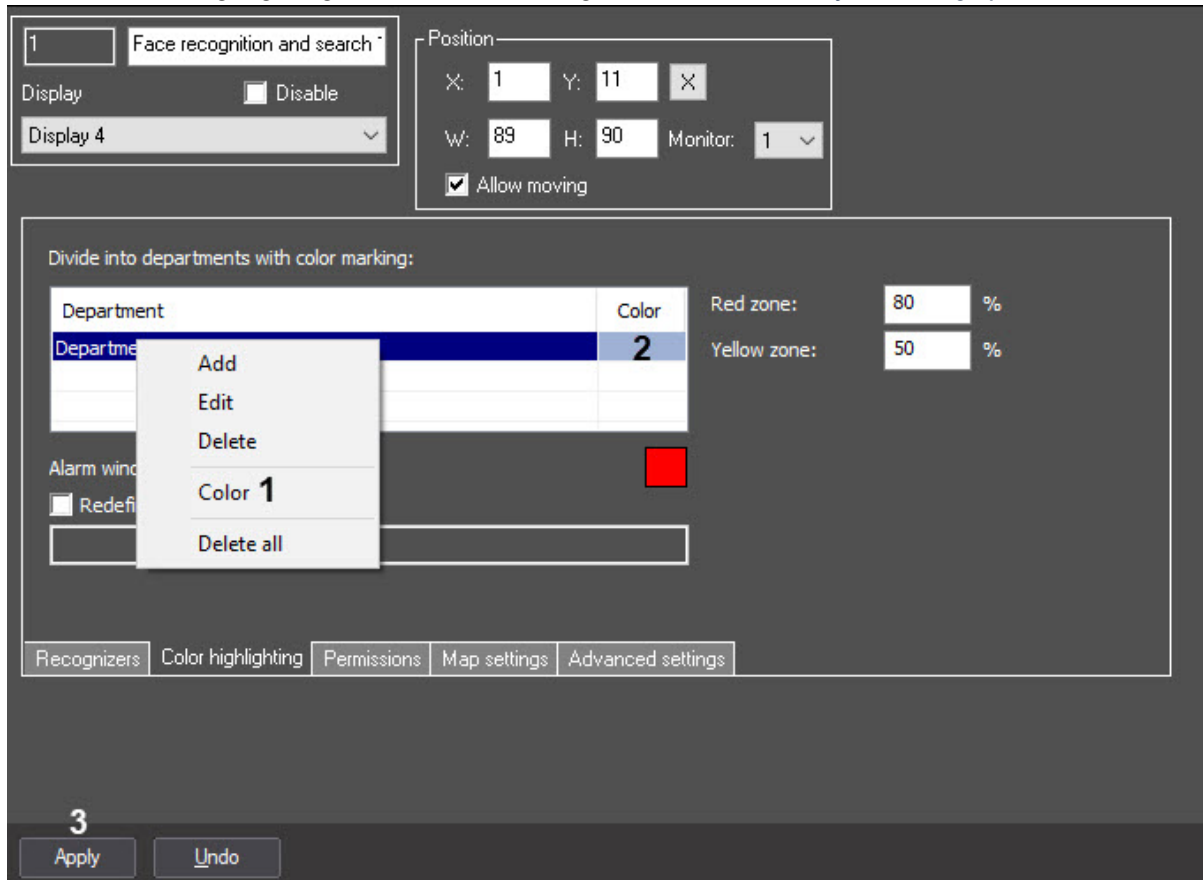 1 Face recognition and search
Display Disable
Display 4
Position
X: 1 Y: 11 X
W: 89 H: 90 Monitor: 1
Allow moving
Divide into departments with color marking:
Department Color
Departme 2
Red zone: 80 %
Yellow zone: 50 %
Add
Edit
Delete
Color 1
Delete all
Alarm wind
Redefi
Recognizers Color highlighting Permissions Map settings Advanced settings
3
Apply Undo